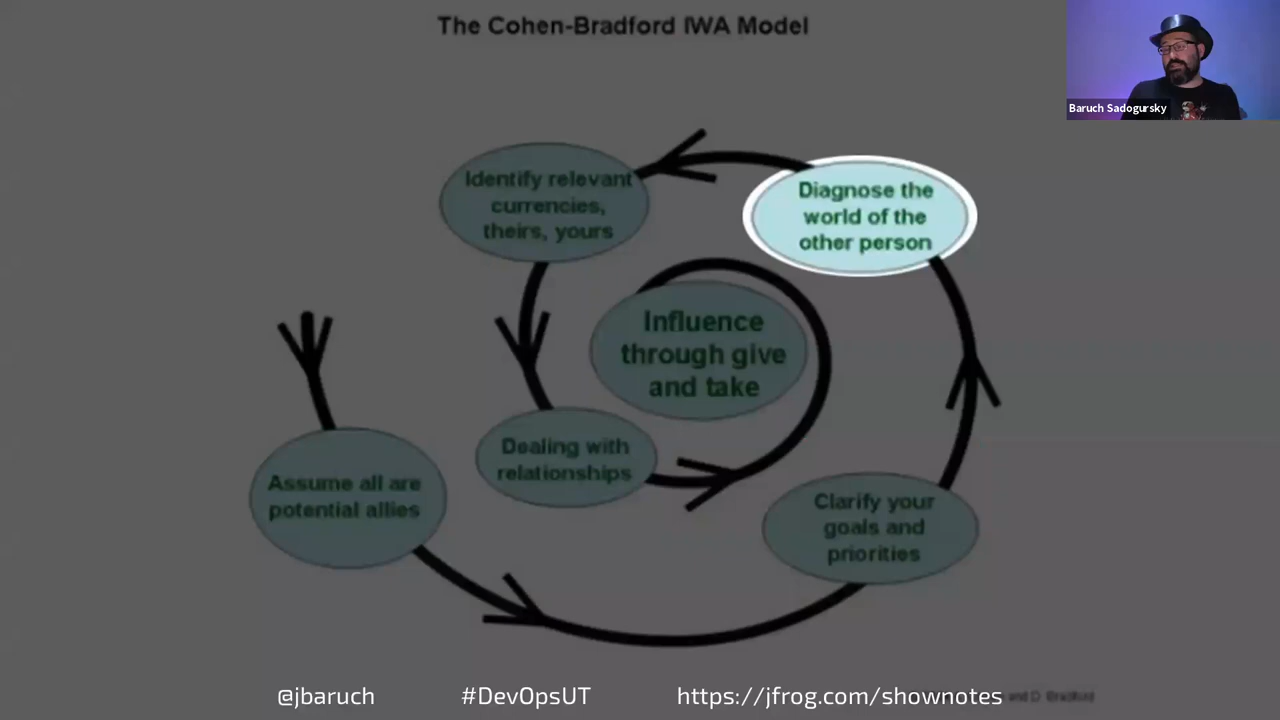 The Cohen-Bradford IWA Model
Baruch Sadogursky
Identify relevant
currencies,
theirs, yours
Diagnose the
world of the
other person
Influence
through give
and take
Dealing with
relationships
Assume all are
potential allies
Clarify your
goals and
priorities
@jbaruch
#DevOpsUT
https://jfrog.com/shownotes
and D. Bradford